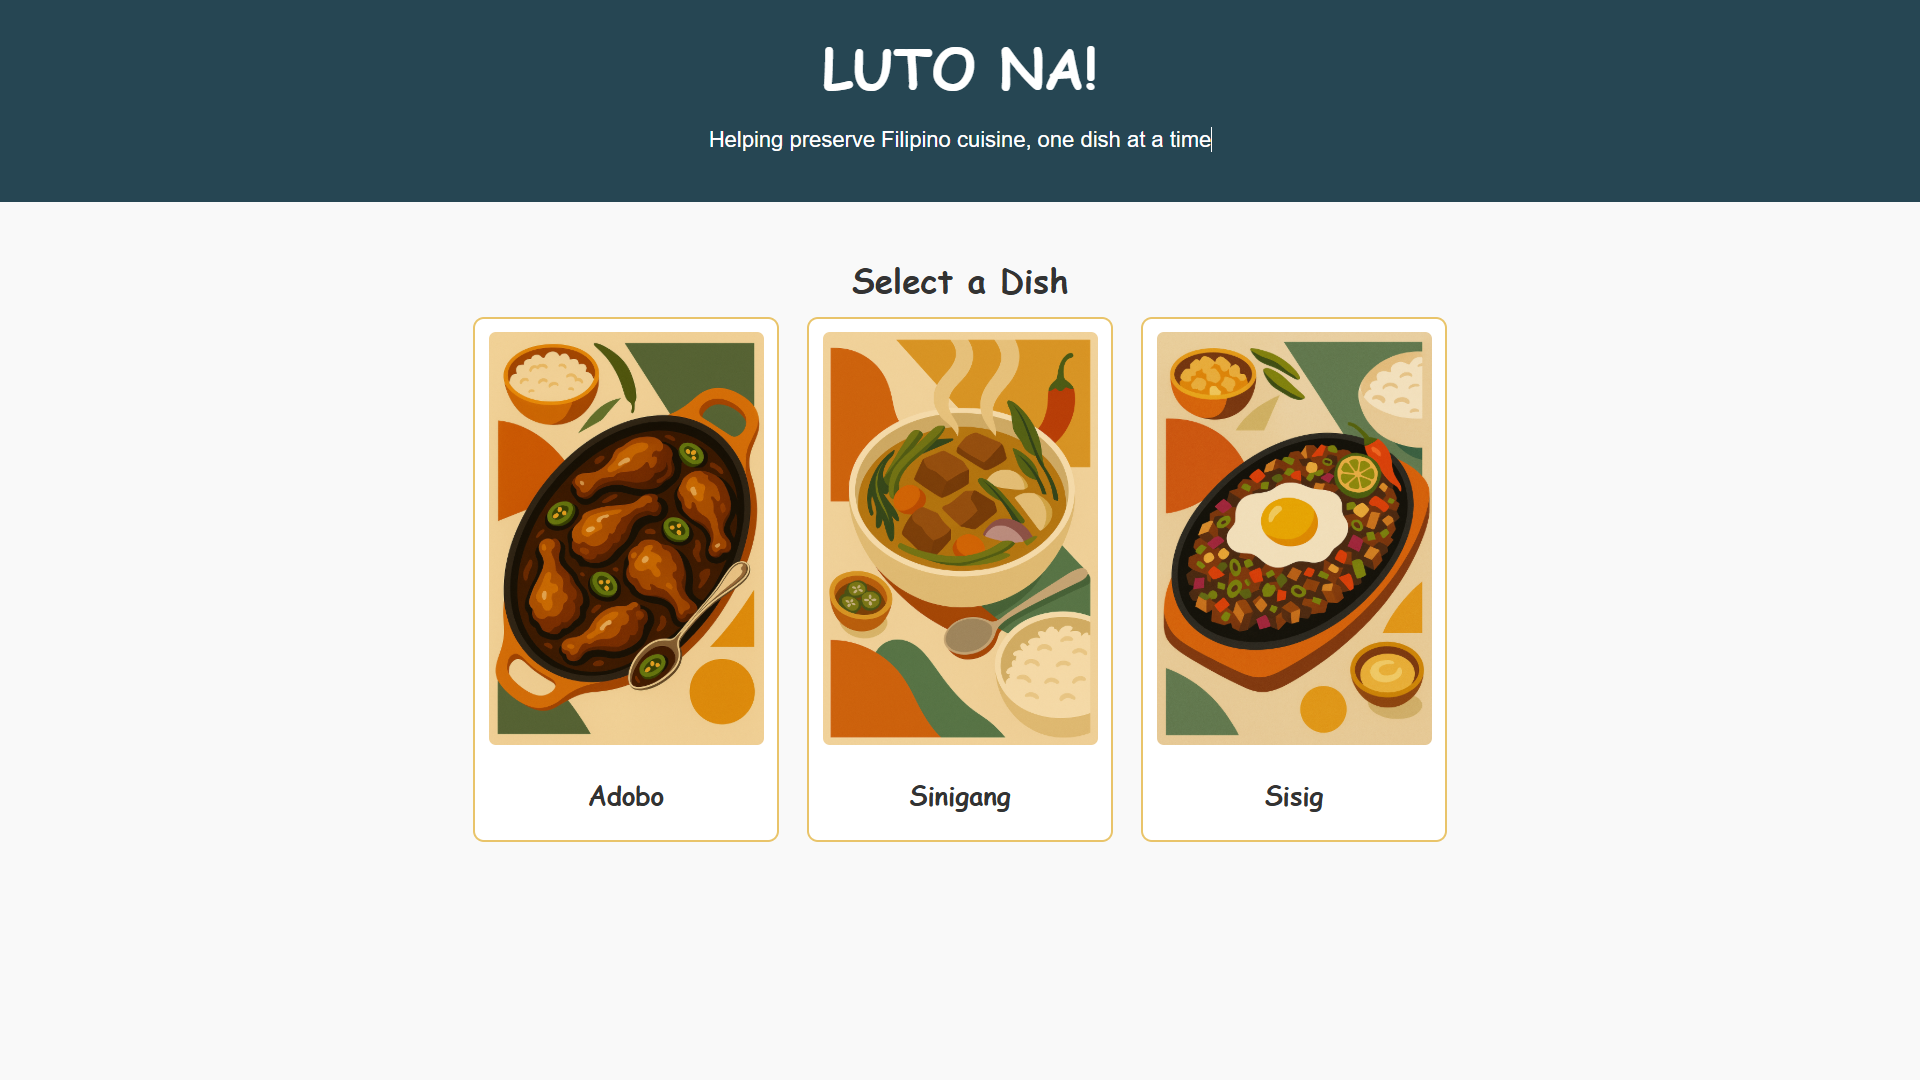 LUTO NA!
Helping preserve Filipino cuisine, one dish at a time
Select a Dish
Adobo
Sinigang
Sisig